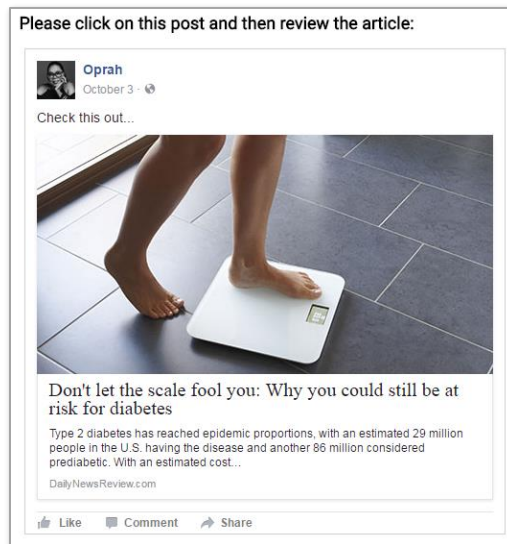 Please click on this post and then review the article:
Oprah
October 3 ·
Check this out...
Don't let the scale fool you: Why you could still be at
risk for diabetes
Type 2 diabetes has reached epidemic proportions, with an estimated 29 million
people in the U.S. having the disease and another 86 million considered
prediabetic. With an estimated cost...
DailyNewsReview.com
Like Comment Share